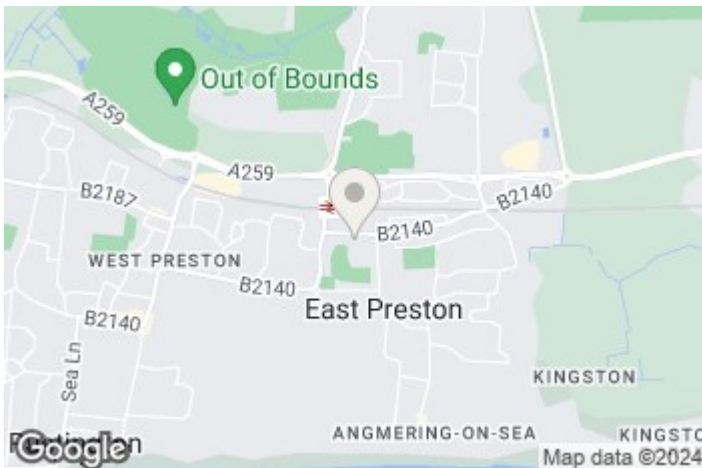 Out of Bounds
A259
A259
B2187
B2140
B2140
WEST PRESTON
B2140
East Preston
B2140
Sea Ln
KINGSTON
ANGMERING-ON-SEA
KINGSTO
Google
Map data ©2024